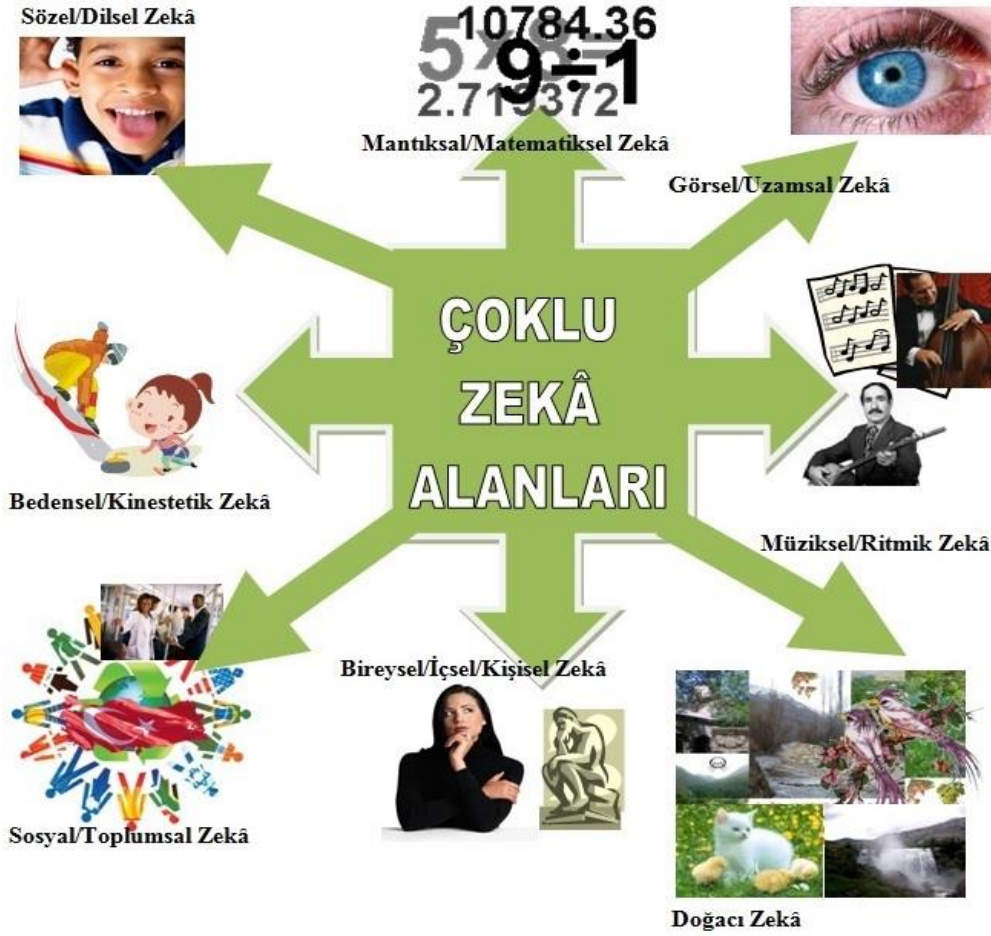 Sözel/Dilsel Zekâ
10784.36
5x8=
9÷1
2.719372
Mantıksal/Matematiksel Zekâ
Görsel/Uzamsal Zekâ
ÇOKLU
ZEKÂ
ALANLARI
Bedensel/Kinestetik Zekâ
Müziksel/Ritmik Zekâ
Bireysel/İçsel/Kişisel Zekâ
Sosyal/Toplumsal Zekâ
Doğacı Zekâ